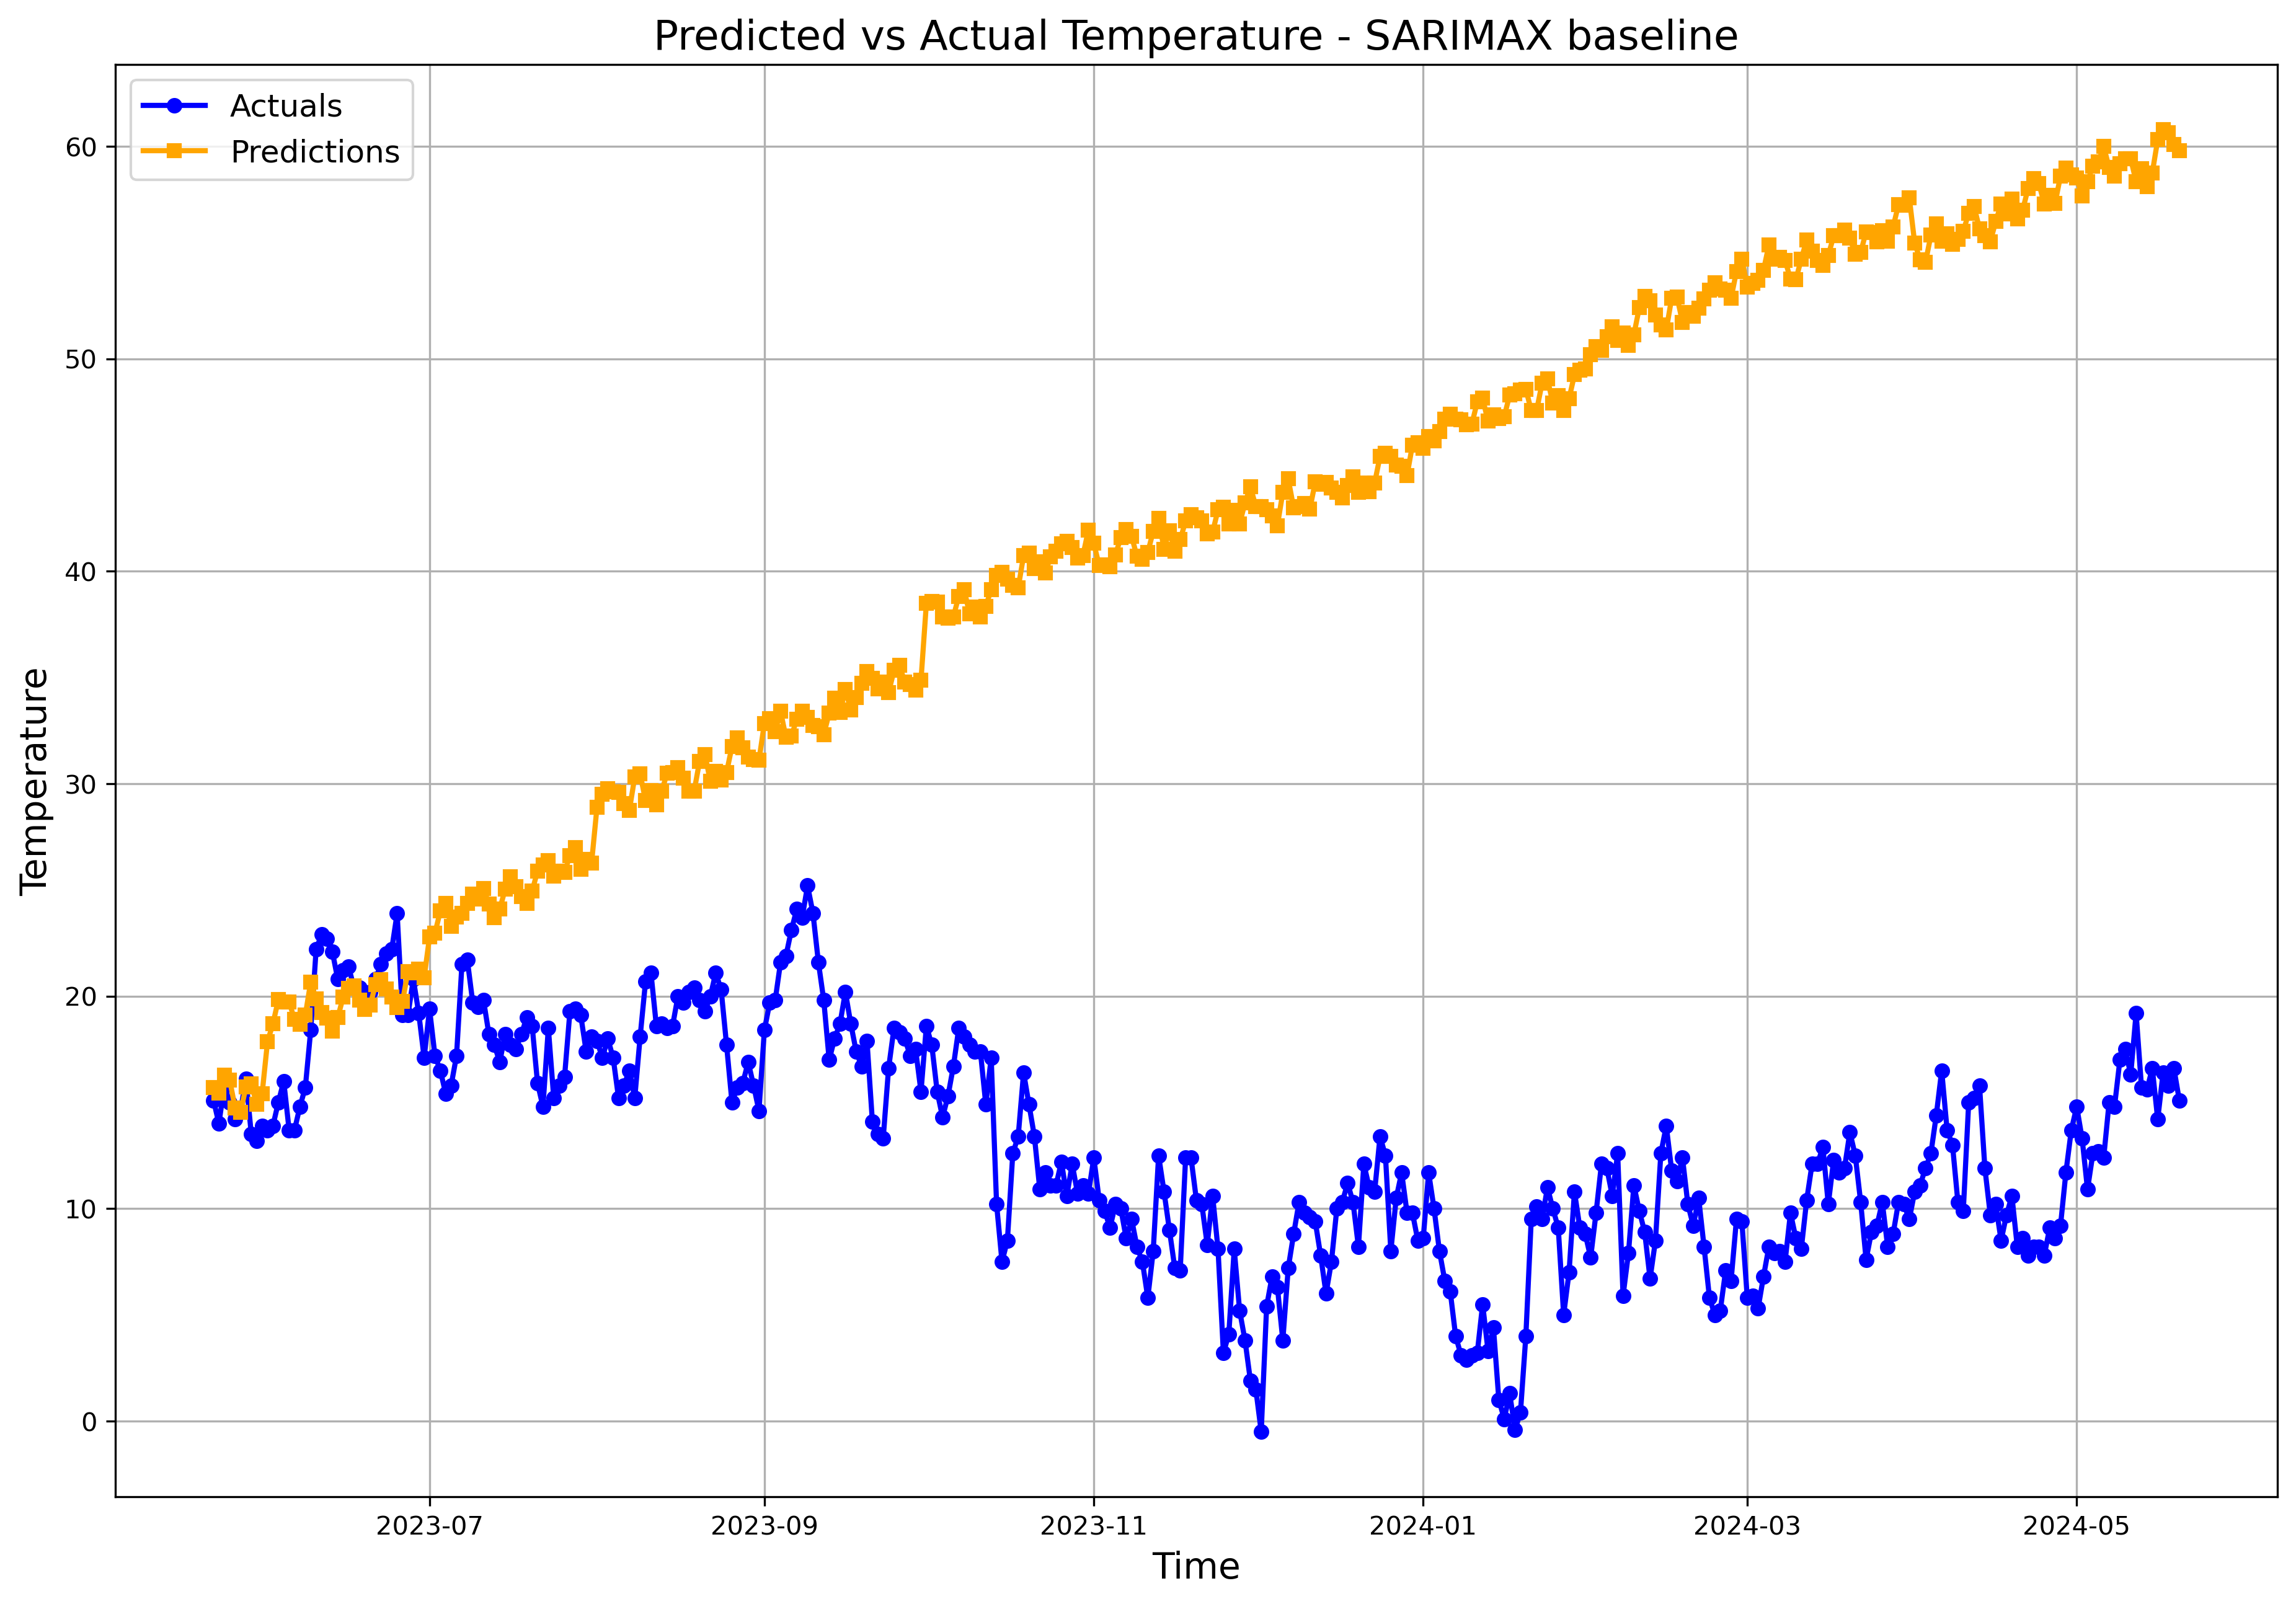 Predicted vs Actual Temperature - SARIMAX baseline
Actuals
Predictions
60
50
40
30
20
10
0
Temperature
2023-07 2023-09 2023-11 2024-01 2024-03 2024-05
Time